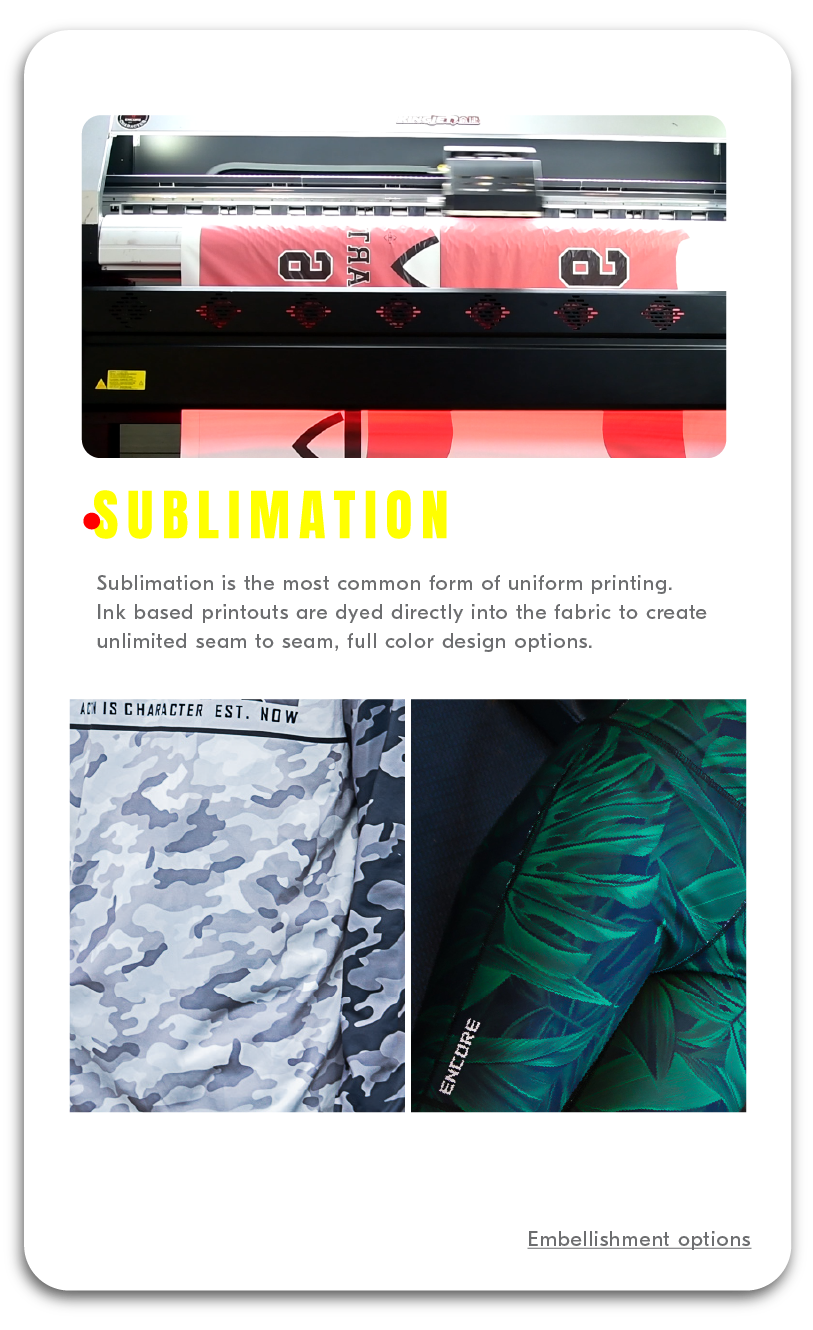 SUBLIMATION
Sublimation is the most common form of uniform printing.
Ink based printouts are dyed directly into the fabric to create
unlimited seam to seam, full color design options.
IS CHARACTER EST. NOW
ENCORE
Embellishment options